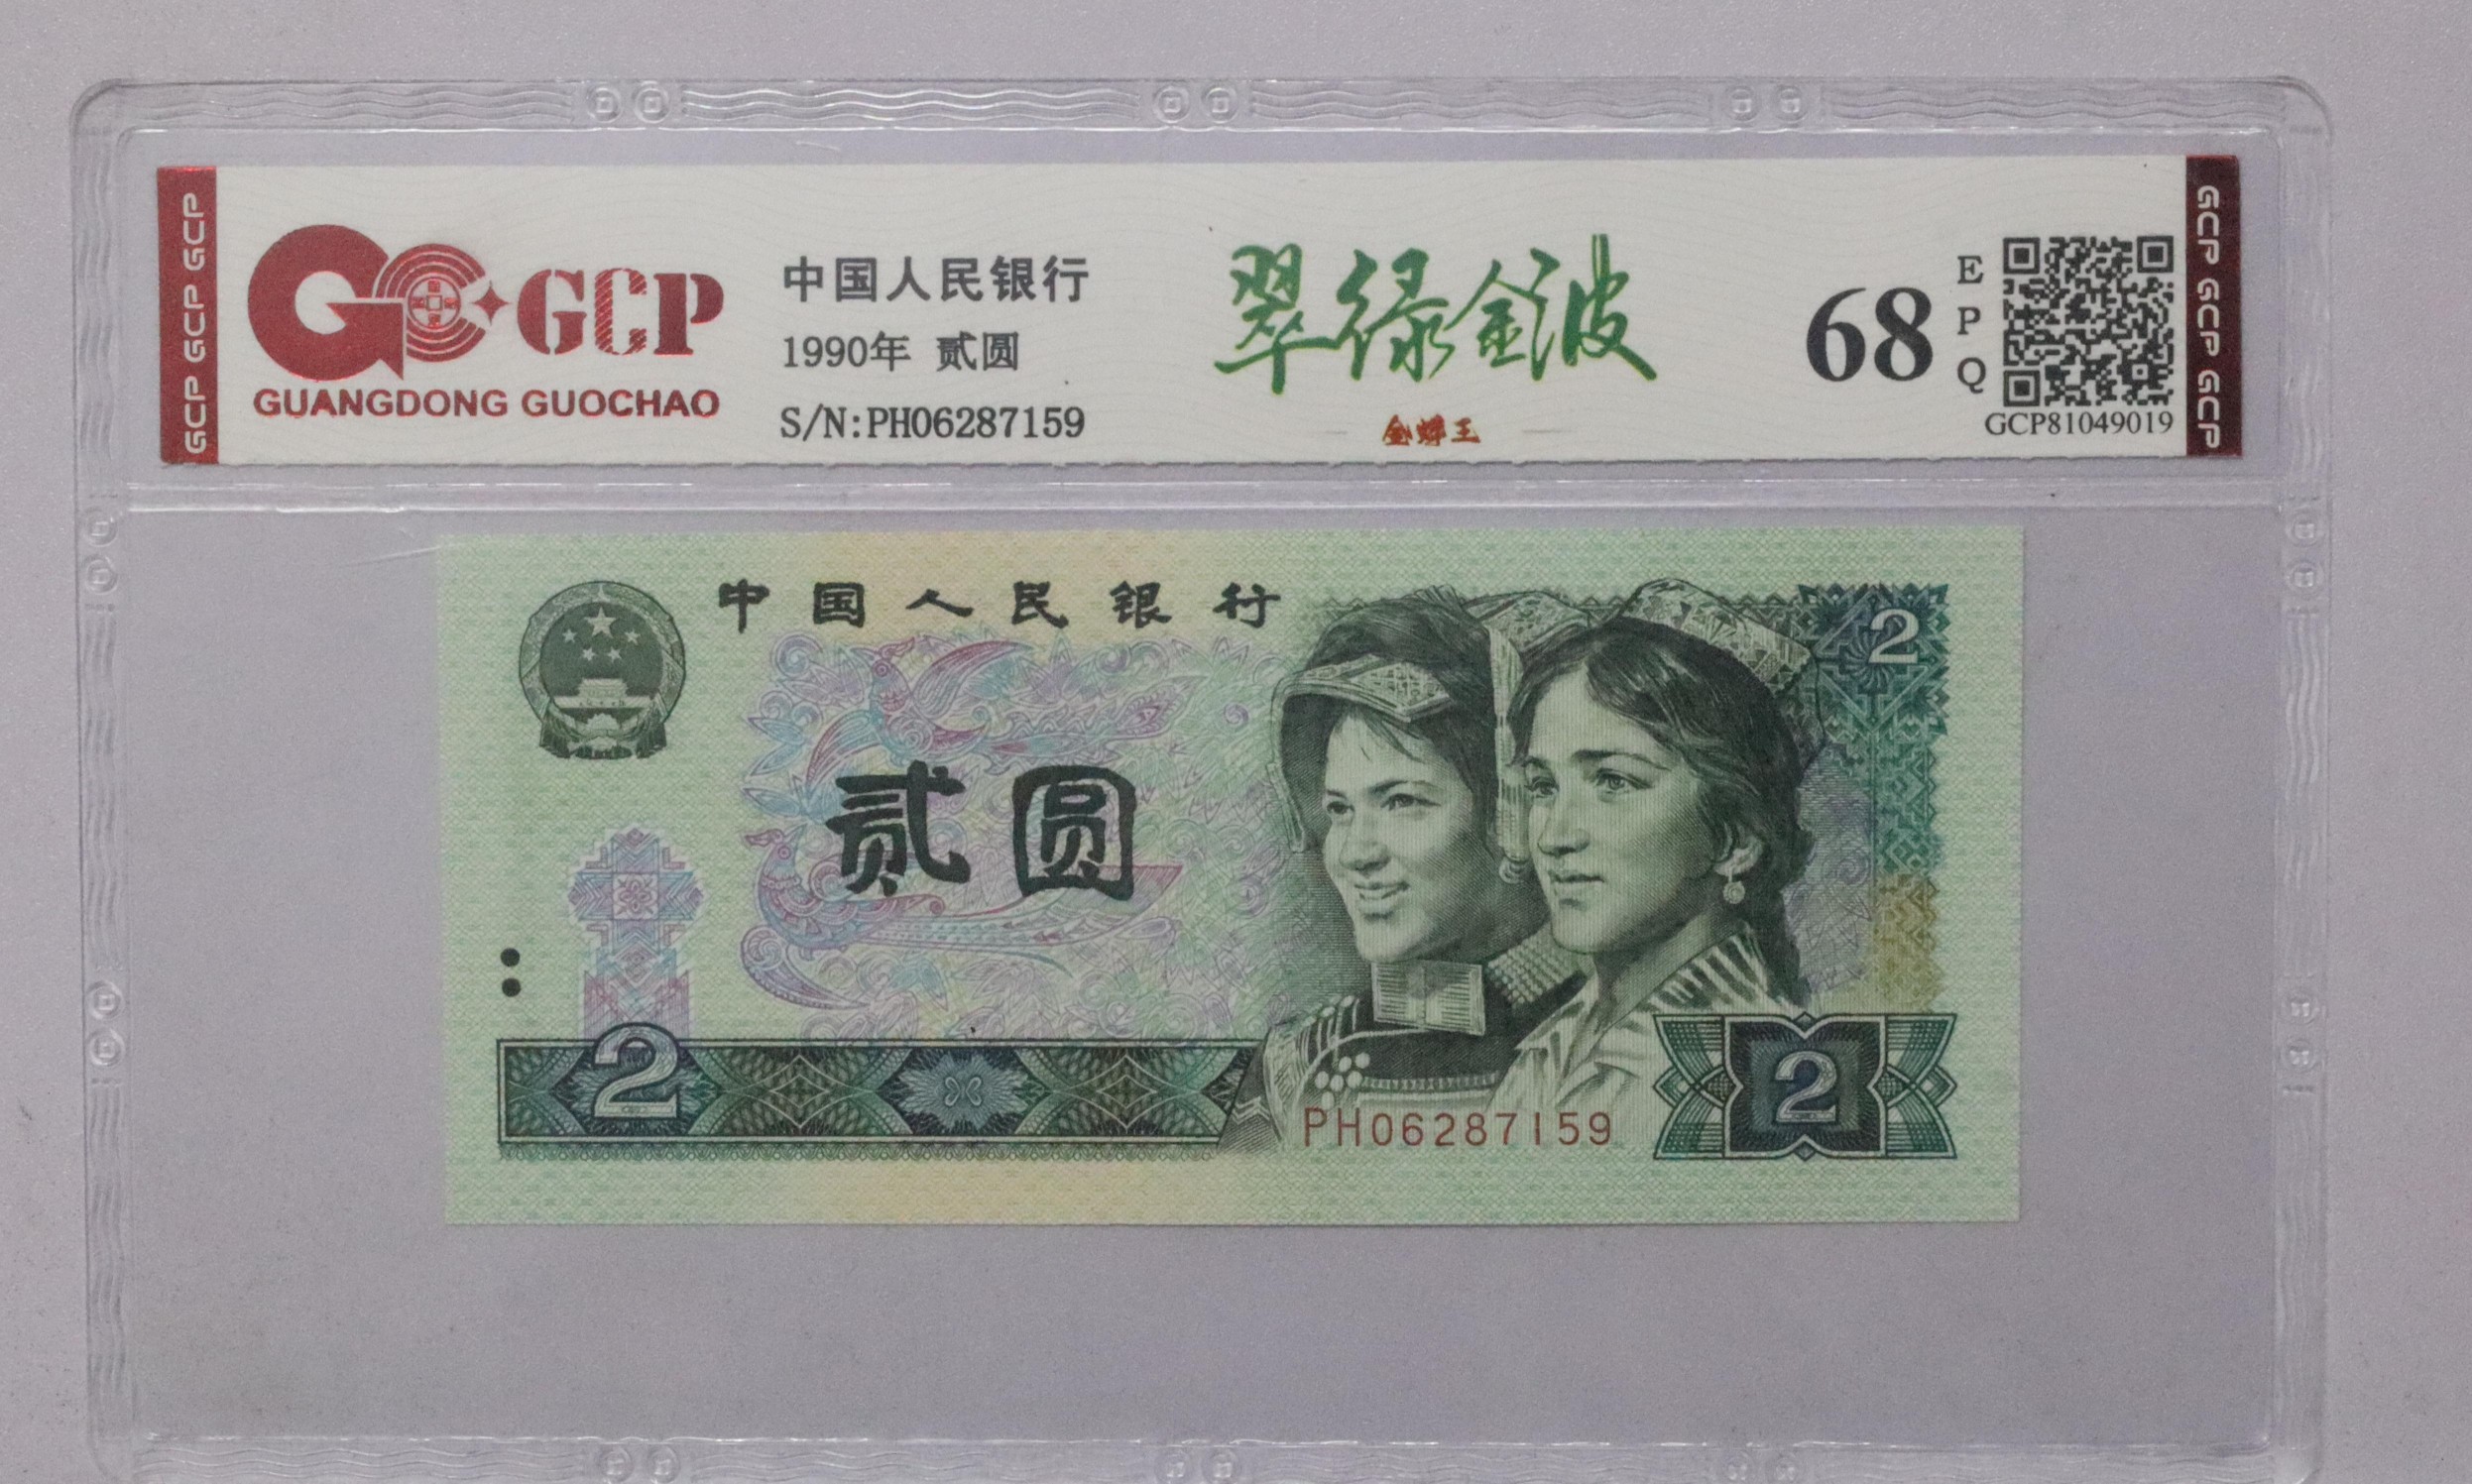 GCP GCP GCP
GCP
GUANGDONG GUOCHAO
中国人民银行
1990年 贰圆
S/N:PH06287159
翠绿金波
金蟒王
68
E
P
Q
GCP81049019
GCP GCP GCP
中国人民银行
2
贰圆
2
PH06287159
2